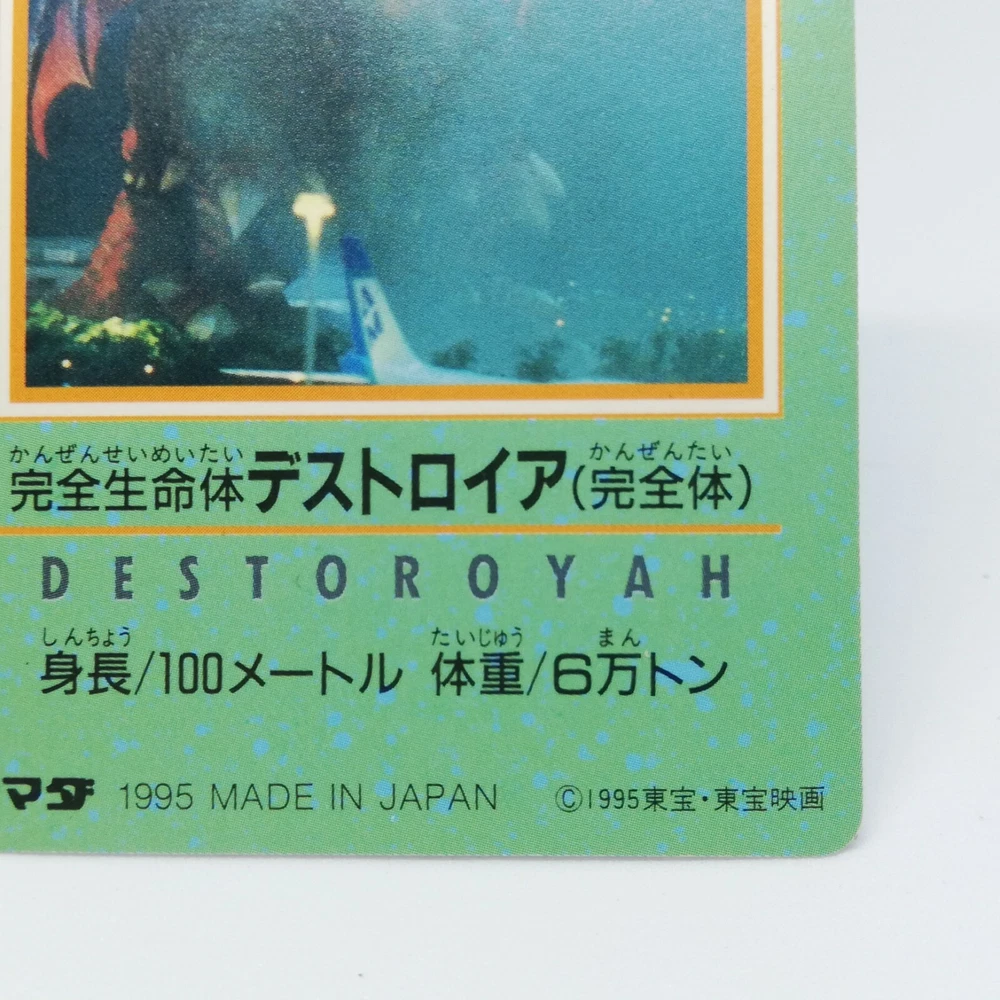 かんぜんせいめいたい かんぜんたい
完全生命体デストロイア(完全体)
DESTOROYAH
しんちょう たいじゅう まん
身長/100メートル 体重/6万トン
マダ 1995 MADE IN JAPAN ©1995東宝・東宝映画